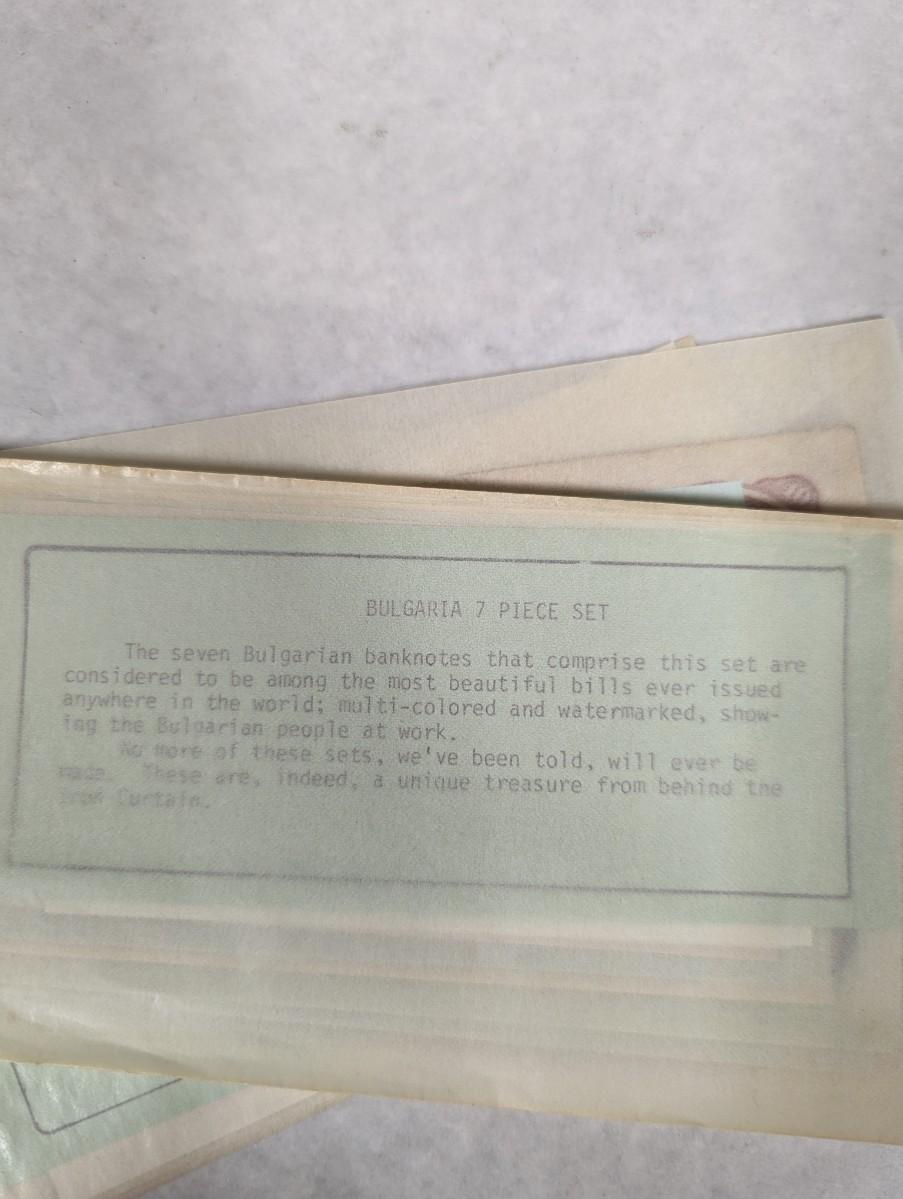 BULGARIA 7 PIECE SET
The seven Bulgarian banknotes that comprise this set are
considered to be among the most beautiful bills ever issued
anywhere in the world; multi-colored and watermarked, show-
ing the Bulgarian people at work.
No more of these sets, we've been told, will ever be
made. These are, indeed, a unique treasure from behind the
Iron Curtain.